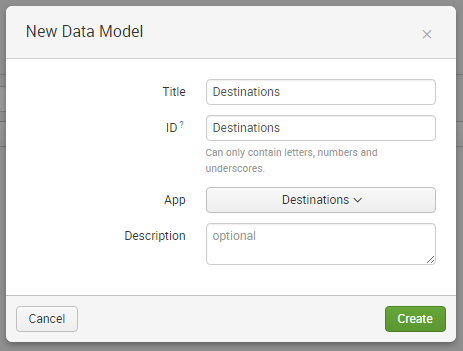 New Data Model
×
Title Destinations
ID? Destinations
Can only contain letters, numbers and
underscores.
App Destinations
Description optional
Cancel Create